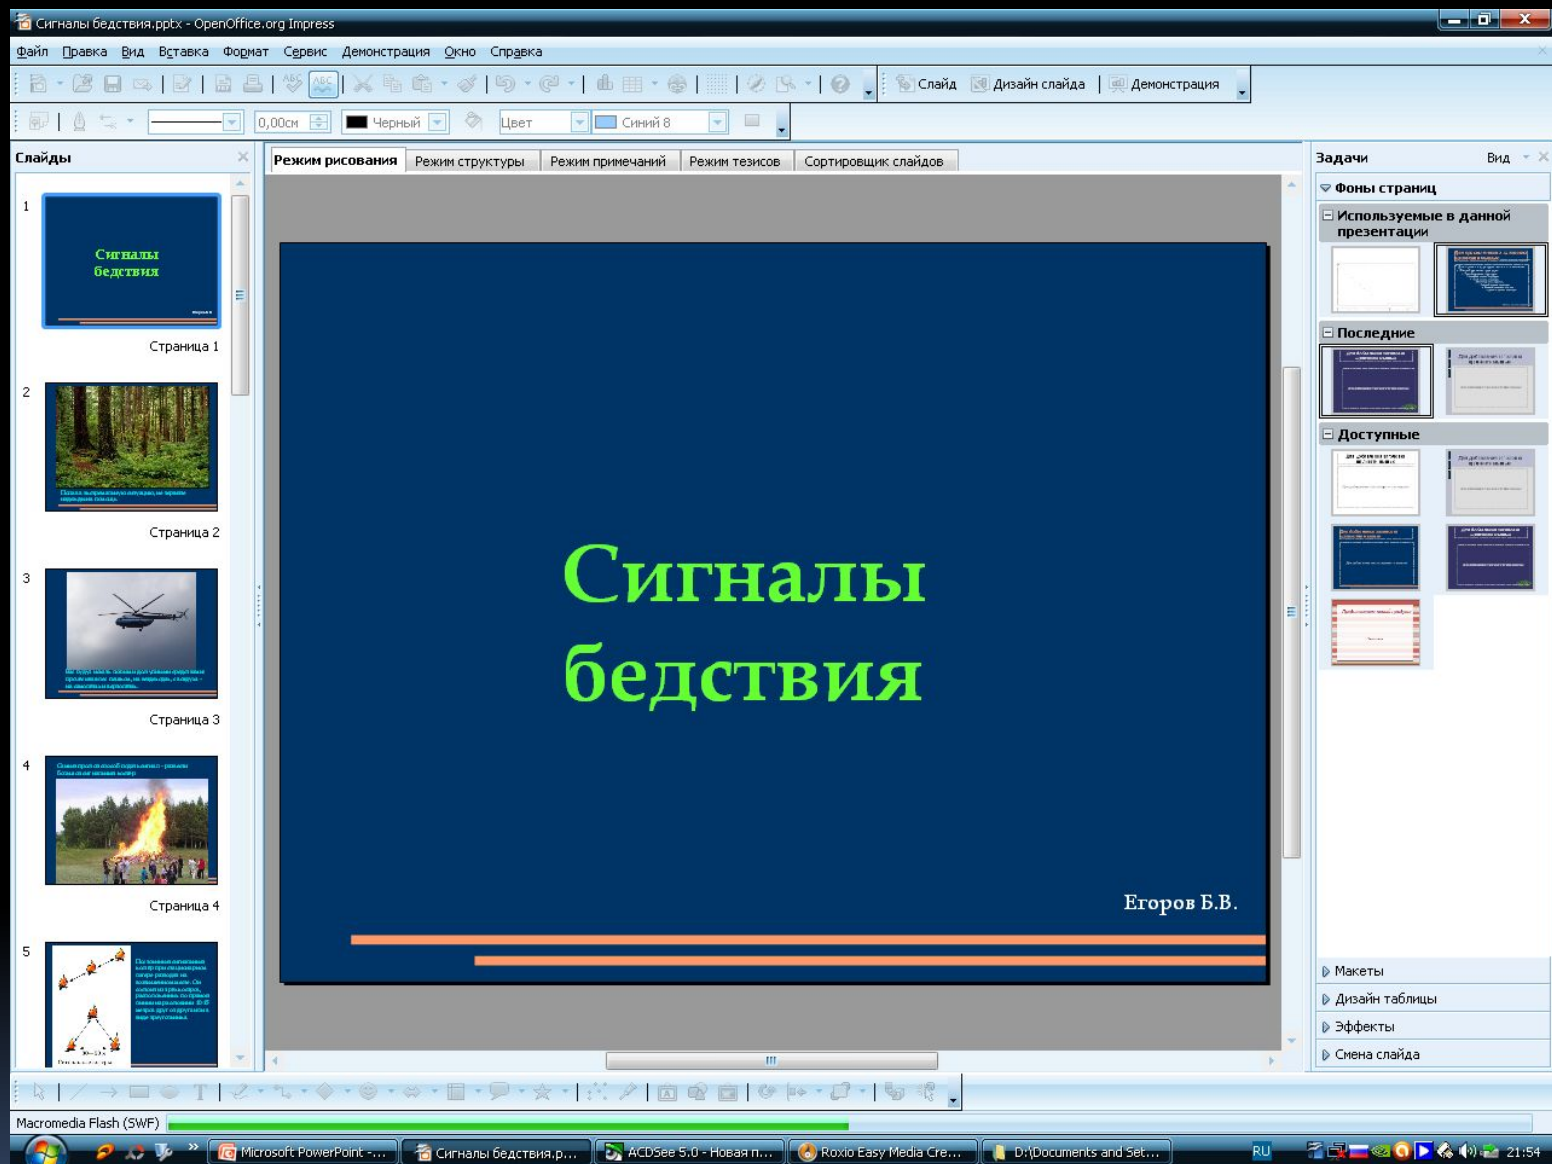 Сигналы бедствия.pptx - OpenOffice.org Impress
Файл Правка Вид Вставка Формат Сервис Демонстрация Окно Справка
Слайд Дизайн слайда Демонстрация
0,00см Черный Цвет Синий 8
Слайды
Режим рисования Режим структуры Режим примечаний Режим тезисов Сортировщик слайдов
Задачи Вид
Фоны страниц
Используемые в данной
презентации
Последние
Доступные
1
Сигналы
бедствия
Страница 1
2
Страница 2
3
Страница 3
4
Страница 4
5
Сигналы
бедствия
Егоров Б.В.
Макеты
Дизайн таблицы
Эффекты
Смена слайда
Macromedia Flash (SWF)
Microsoft PowerPoint -... Сигналы бедствия.p... ACDSee 5.0 - Новая п... Roxio Easy Media Cre... D:\Documents and Set... RU 21:54